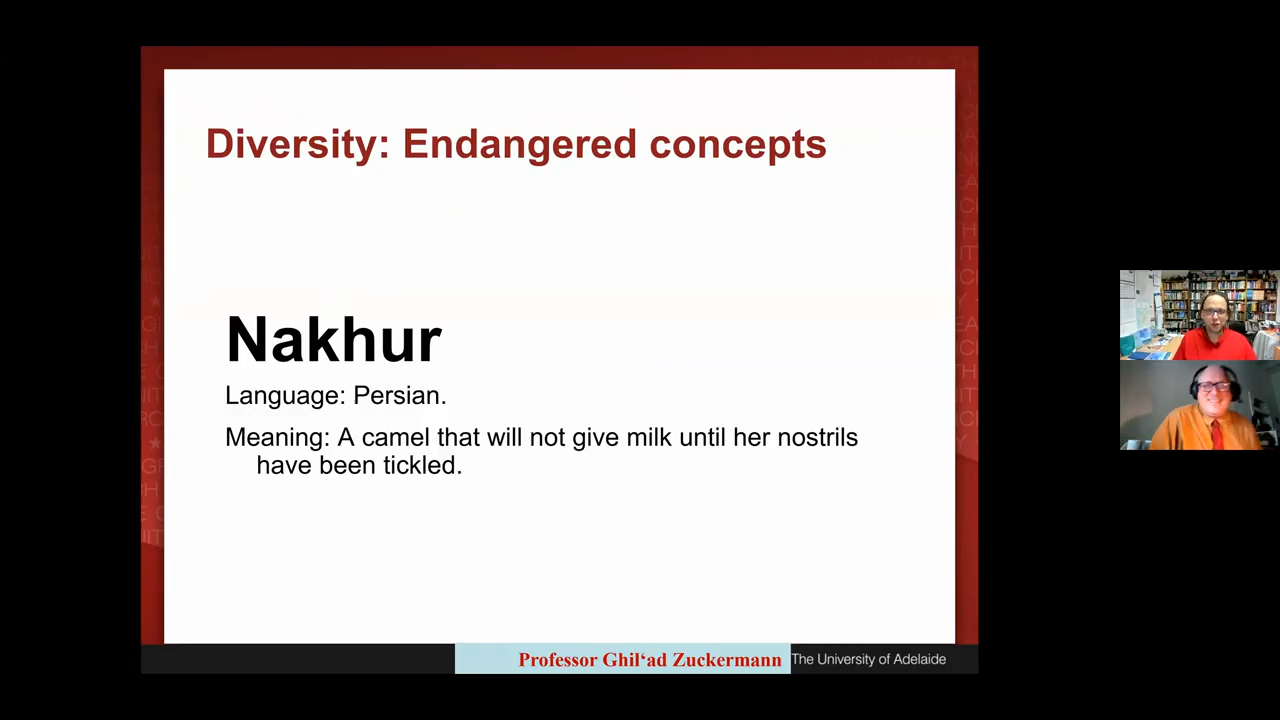 Diversity: Endangered concepts
Nakhur
Language: Persian.
Meaning: A camel that will not give milk until her nostrils
have been tickled.
Professor Ghil‘ad Zuckermann
The University of Adelaide